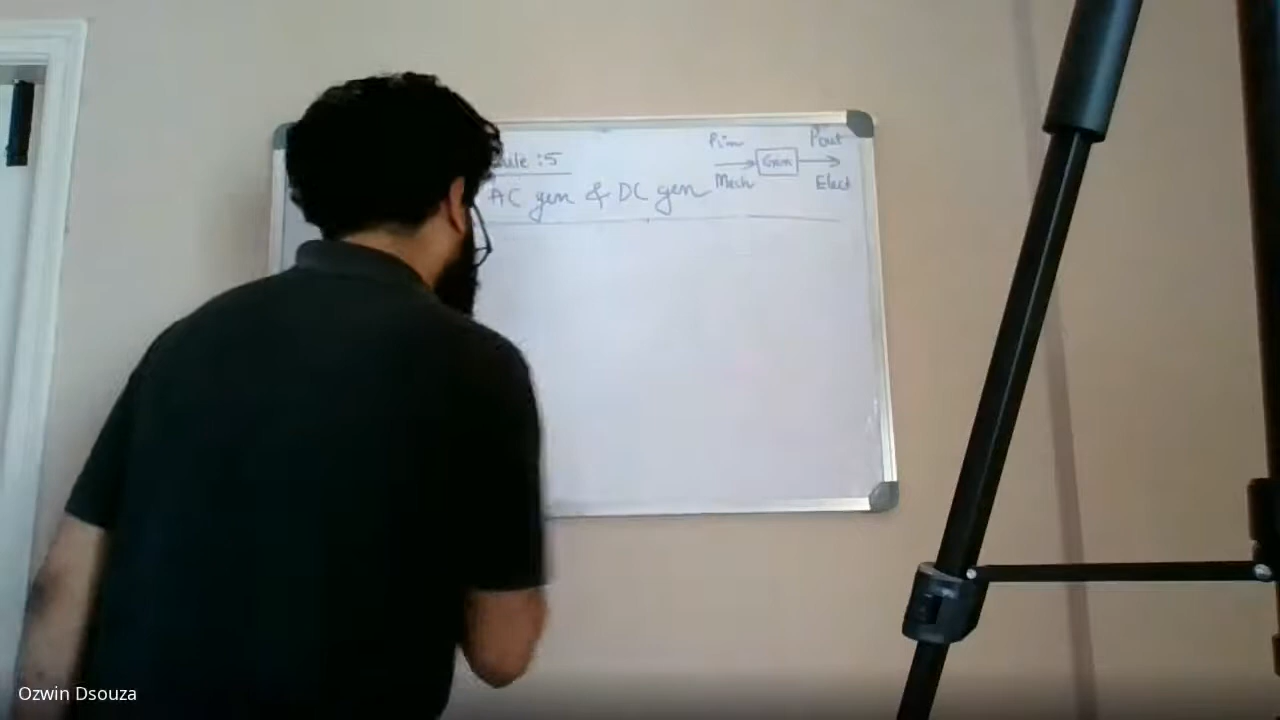 ule :5
AC gen & DC gen
Pin Pout
Gen
Mech Elect
Ozwin Dsouza